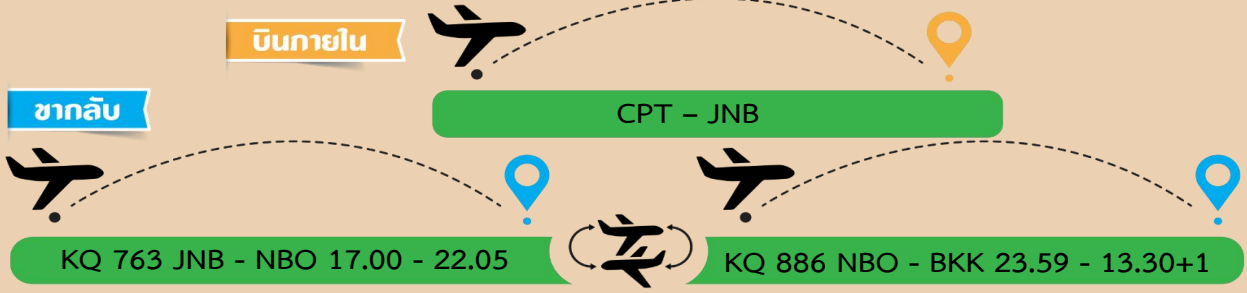 บินภายใน
CPT – JNB
ขากลับ
KQ 763 JNB - NBO 17.00 - 22.05
KQ 886 NBO - BKK 23.59 - 13.30+1